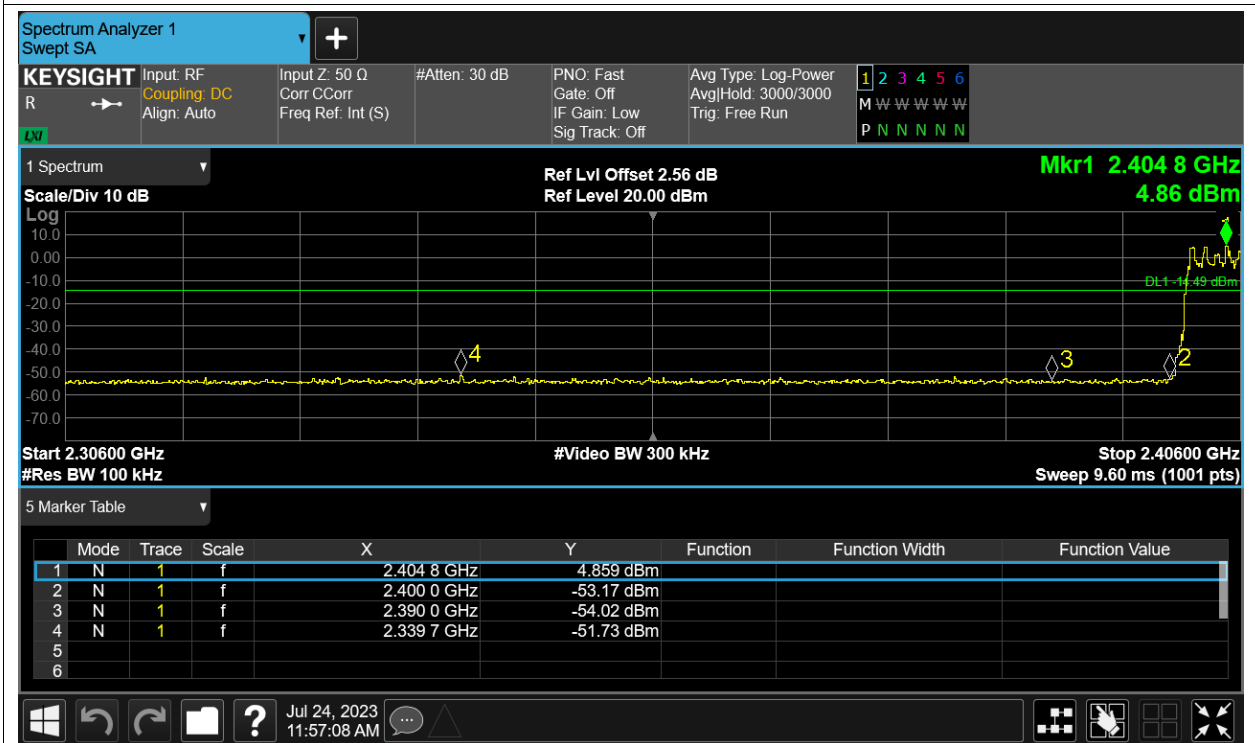 Spectrum Analyzer 1
Swept SA
KEYSIGHT
R
LXI
Input: RF
Coupling: DC
Align: Auto
Input Z: 50 Ω
Corr CCorr
Freq Ref: Int (S)
#Atten: 30 dB
PNO: Fast
Gate: Off
IF Gain: Low
Sig Track: Off
Avg Type: Log-Power
Avg|Hold: 3000/3000
Trig: Free Run
1 2 3 4 5 6
M W W W W W
P N N N N N
1 Spectrum
Scale/Div 10 dB
Ref Lvl Offset 2.56 dB
Ref Level 20.00 dBm
Mkr1 2.404 8 GHz
4.86 dBm
Log
10.0
0.00
-10.0
-20.0
-30.0
-40.0
-50.0
-60.0
-70.0
DL1 -14.49 dBm
4
3
2
Start 2.30600 GHz
#Res BW 100 kHz
#Video BW 300 kHz
Stop 2.40600 GHz
Sweep 9.60 ms (1001 pts)
5 Marker Table
Mode Trace Scale X Y Function Function Width Function Value
1 N 1 f 2.404 8 GHz 4.859 dBm
2 N 1 f 2.400 0 GHz -53.17 dBm
3 N 1 f 2.390 0 GHz -54.02 dBm
4 N 1 f 2.339 7 GHz -51.73 dBm
5
6
?
Jul 24, 2023
11:57:08 AM